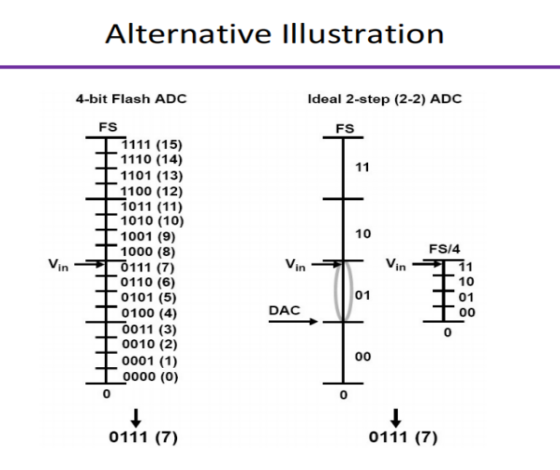 Alternative Illustration
4-bit Flash ADC
FS
1111 (15)
1110 (14)
1101 (13)
1100 (12)
1011 (11)
1010 (10)
1001 (9)
1000 (8)
Vin
0111 (7)
0110 (6)
0101 (5)
0100 (4)
0011 (3)
0010 (2)
0001 (1)
0000 (0)
0
0111 (7)
Ideal 2-step (2-2) ADC
FS
11
10
Vin
01
DAC
00
0
FS/4
Vin
11
10
01
00
0
0111 (7)